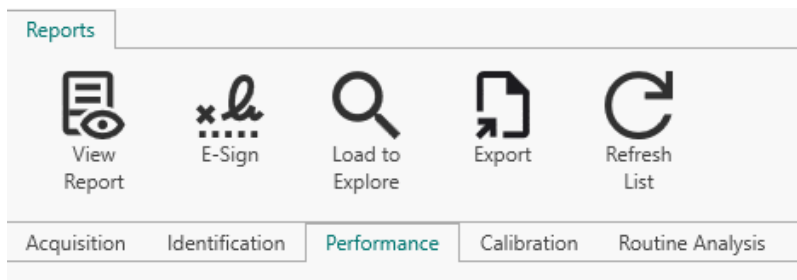 Reports
View
Report
E-Sign
Load to
Explore
Export
Refresh
List
Acquisition Identification Performance Calibration Routine Analysis